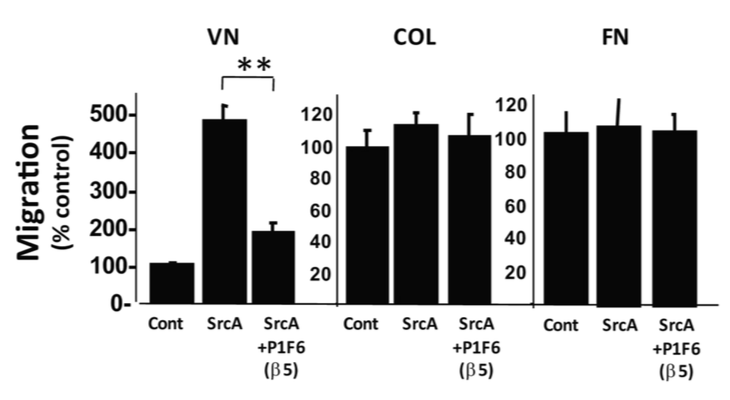 VN COL FN
**
Migration
(% control)
500
400
300
200
100
0
120
100
80
60
40
20
120
100
80
60
40
20
Cont SrcA SrcA
+P1F6
(β5)
Cont SrcA SrcA
+P1F6
(β5)
Cont SrcA SrcA
+P1F6
(β5)